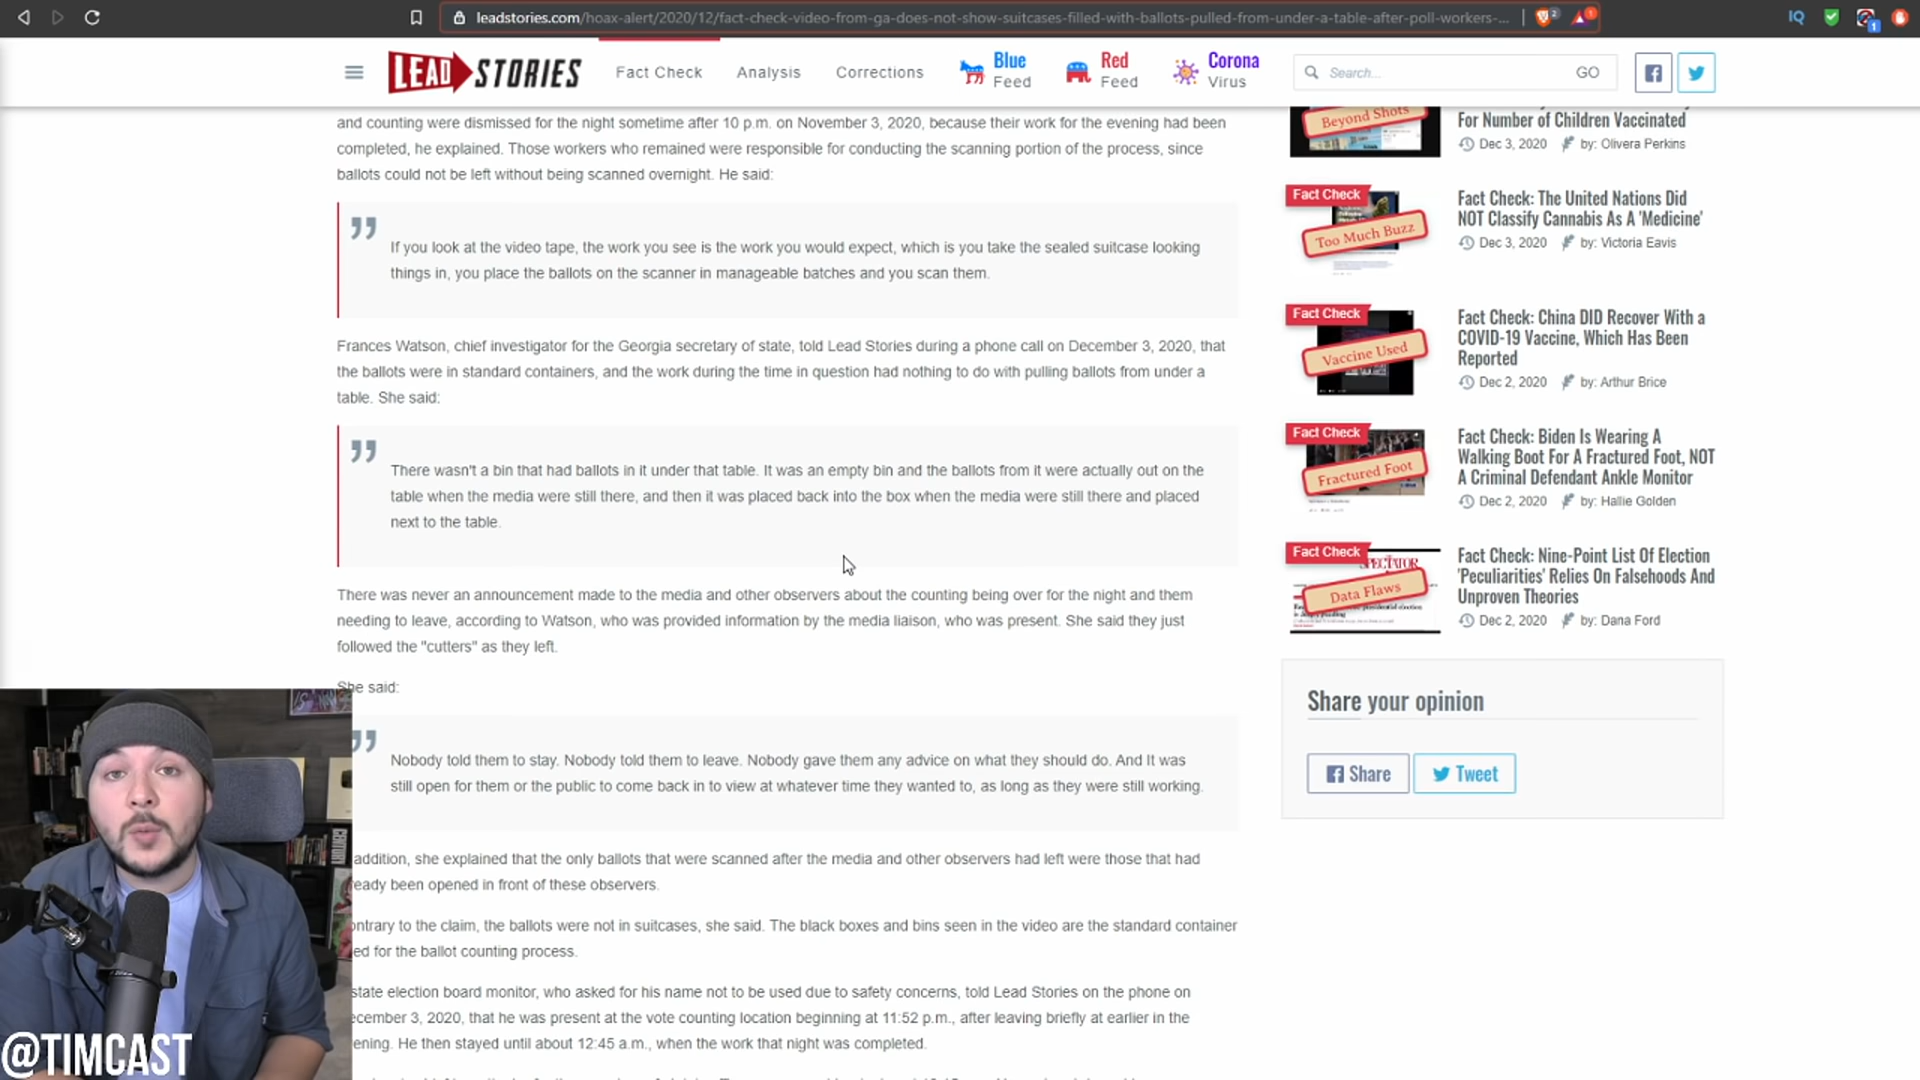 leadstories.com/hoax-alert/2020/12/fact-check-video-from-ga-does-not-show-suitcases-filled-with-ballots-pulled-from-under-a-table-after-poll-workers-...
2
1
IQ
1
LEAD STORIES
Fact Check
Analysis
Corrections
Blue
Feed
Red
Feed
Corona
Virus
Search...
GO
and counting were dismissed for the night sometime after 10 p.m. on November 3, 2020, because their work for the evening had been
completed, he explained. Those workers who remained were responsible for conducting the scanning portion of the process, since
ballots could not be left without being scanned overnight. He said:
If you look at the video tape, the work you see is the work you would expect, which is you take the sealed suitcase looking
things in, you place the ballots on the scanner in manageable batches and you scan them.
Frances Watson, chief investigator for the Georgia secretary of state, told Lead Stories during a phone call on December 3, 2020, that
the ballots were in standard containers, and the work during the time in question had nothing to do with pulling ballots from under a
table. She said:
There wasn't a bin that had ballots in it under that table. It was an empty bin and the ballots from it were actually out on the
table when the media were still there, and then it was placed back into the box when the media were still there and placed
next to the table.
There was never an announcement made to the media and other observers about the counting being over for the night and them
needing to leave, according to Watson, who was provided information by the media liaison, who was present. She said they just
followed the "cutters" as they left.
She said:
Nobody told them to stay. Nobody told them to leave. Nobody gave them any advice on what they should do. And It was
still open for them or the public to come back in to view at whatever time they wanted to, as long as they were still working.
addition, she explained that the only ballots that were scanned after the media and other observers had left were those that had
eady been opened in front of these observers.
ontrary to the claim, the ballots were not in suitcases, she said. The black boxes and bins seen in the video are the standard container
ed for the ballot counting process.
state election board monitor, who asked for his name not to be used due to safety concerns, told Lead Stories on the phone on
ecember 3, 2020, that he was present at the vote counting location beginning at 11:52 p.m., after leaving briefly at earlier in the
ening. He then stayed until about 12:45 a.m., when the work that night was completed.
Beyond Shots
For Number of Children Vaccinated
Dec 3, 2020 by: Olivera Perkins
Fact Check
Too Much Buzz
Fact Check: The United Nations Did
NOT Classify Cannabis As A 'Medicine'
Dec 3, 2020 by: Victoria Eavis
Fact Check
Vaccine Used
Fact Check: China DID Recover With a
COVID-19 Vaccine, Which Has Been
Reported
Dec 2, 2020 by: Arthur Brice
Fact Check
Fractured Foot
Fact Check: Biden Is Wearing A
Walking Boot For A Fractured Foot, NOT
A Criminal Defendant Ankle Monitor
Dec 2, 2020 by: Hallie Golden
Fact Check
SPECTATOR
Data Flaws
Fact Check: Nine-Point List Of Election
'Peculiarities' Relies On Falsehoods And
Unproven Theories
Dec 2, 2020 by: Dana Ford
Share your opinion
Share
Tweet
@TIMCAST